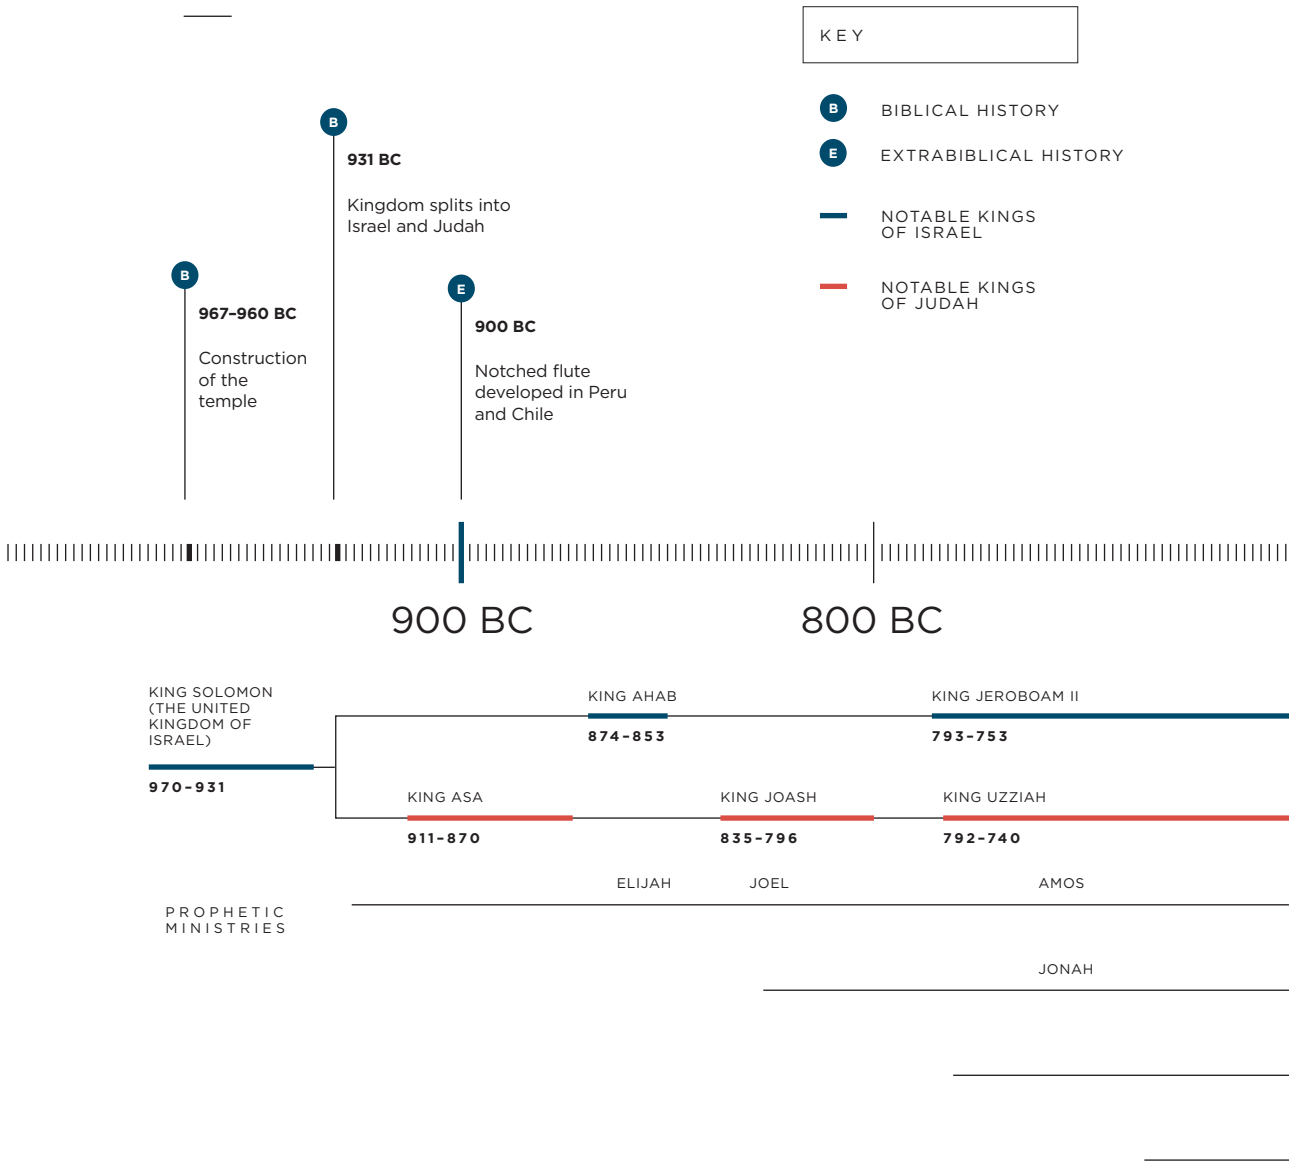 KEY
B
BIBLICAL HISTORY
E
EXTRABIBLICAL HISTORY
NOTABLE KINGS
OF ISRAEL
NOTABLE KINGS
OF JUDAH
B
931 BC
Kingdom splits into
Israel and Judah
B
967–960 BC
Construction
of the
temple
E
900 BC
Notched flute
developed in Peru
and Chile
900 BC
800 BC
KING SOLOMON
(THE UNITED
KINGDOM OF
ISRAEL)
970–931
KING AHAB
874–853
KING JEROBOAM II
793–753
KING ASA
911–870
KING JOASH
835–796
KING UZZIAH
792–740
PROPHETIC
MINISTRIES
ELIJAH
JOEL
AMOS
JONAH